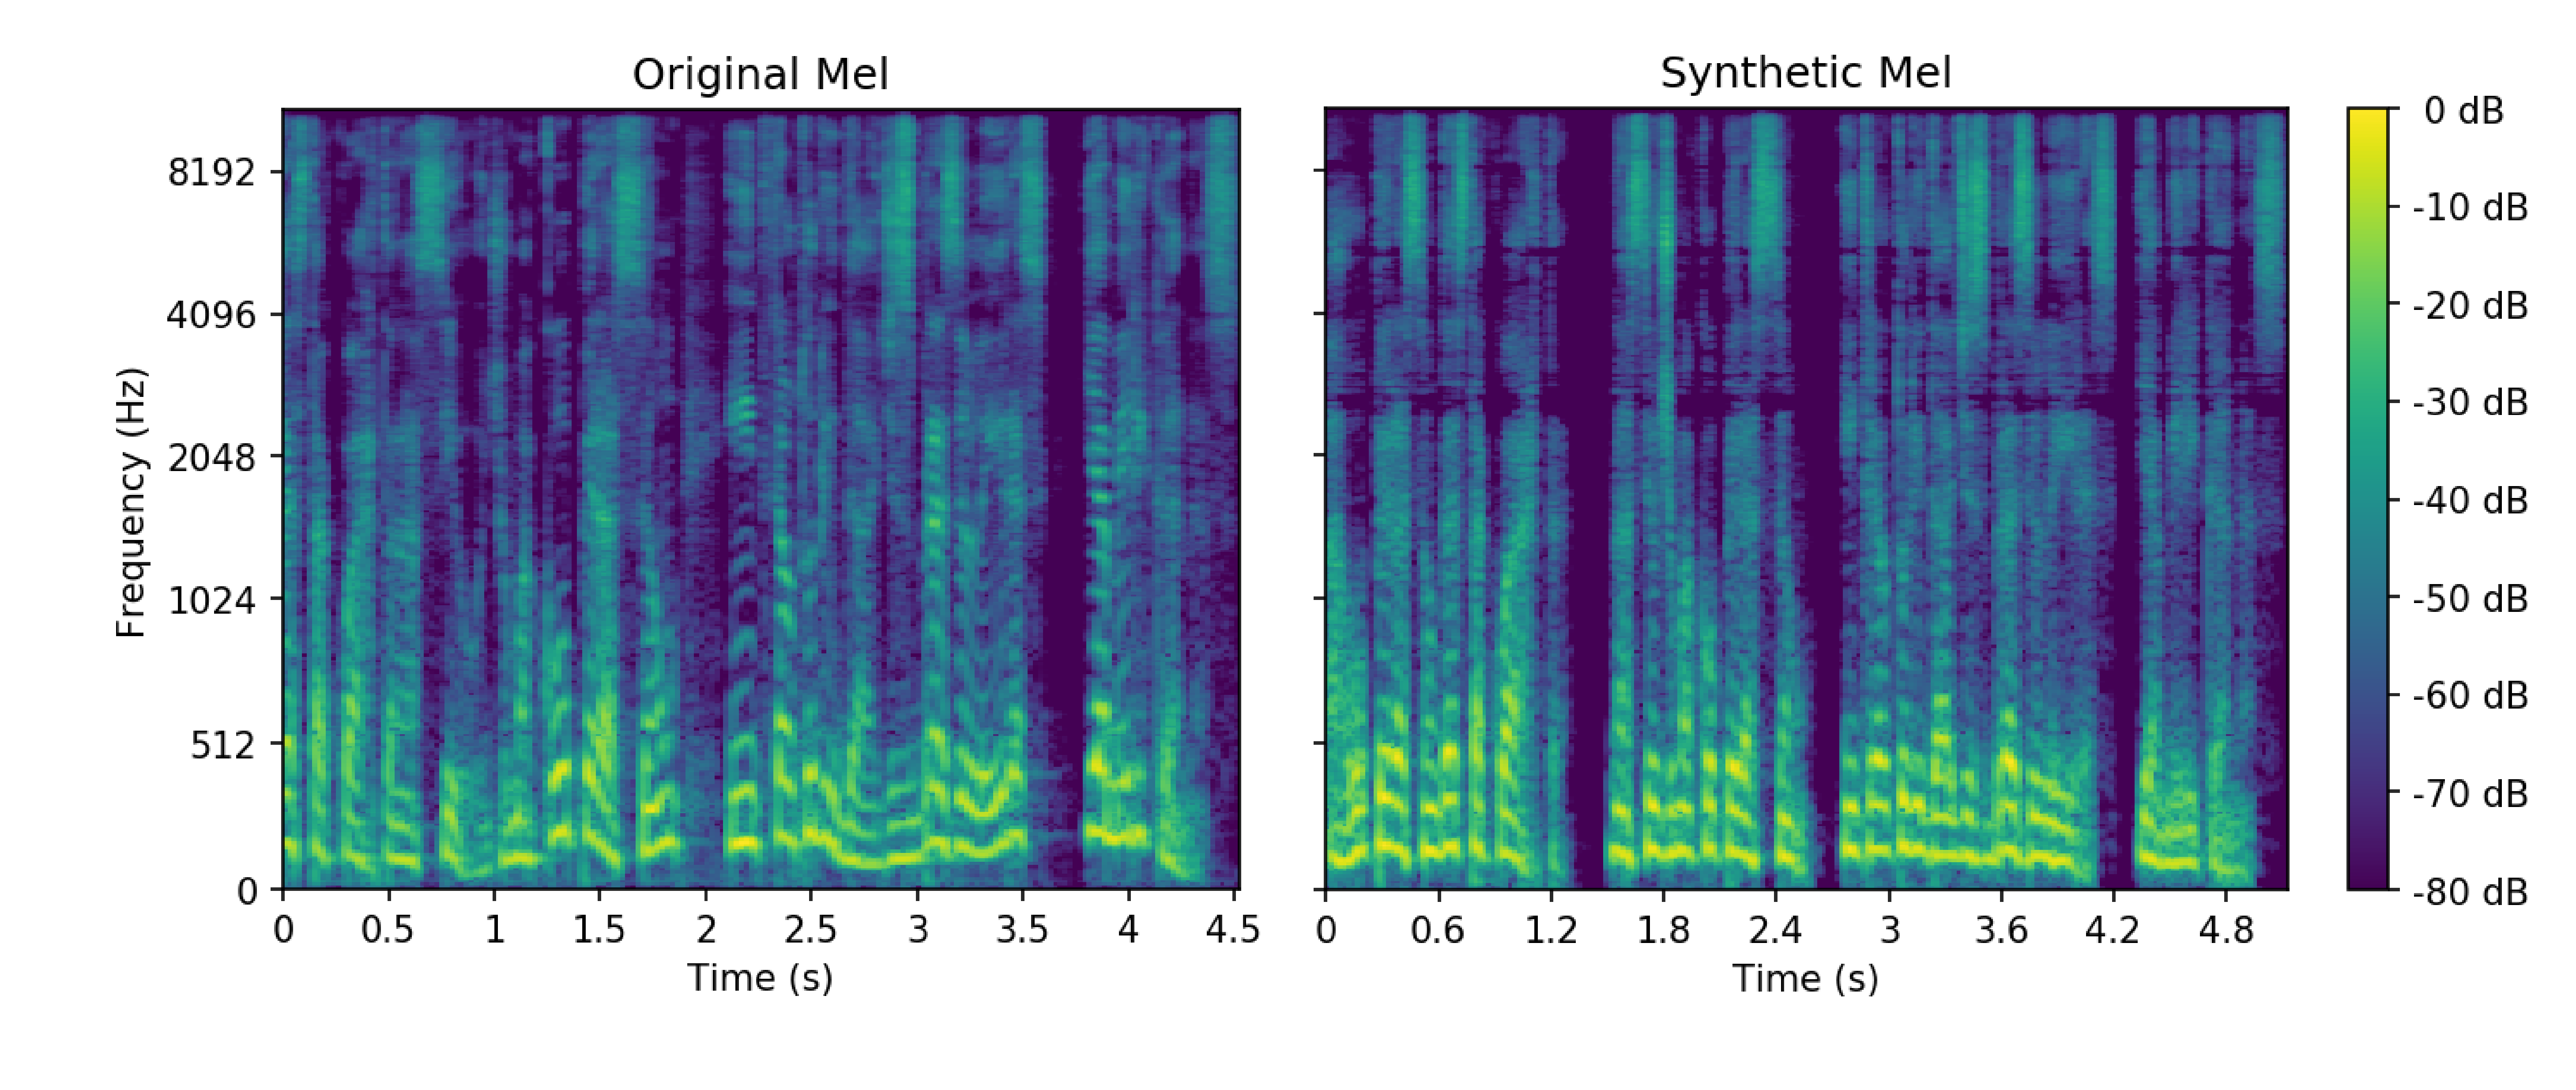 Original Mel
Synthetic Mel
Frequency (Hz)
8192
4096
2048
1024
512
0
0 0.5 1 1.5 2 2.5 3 3.5 4 4.5
Time (s)
0 0.6 1.2 1.8 2.4 3 3.6 4.2 4.8
Time (s)
0 dB
-10 dB
-20 dB
-30 dB
-40 dB
-50 dB
-60 dB
-70 dB
-80 dB